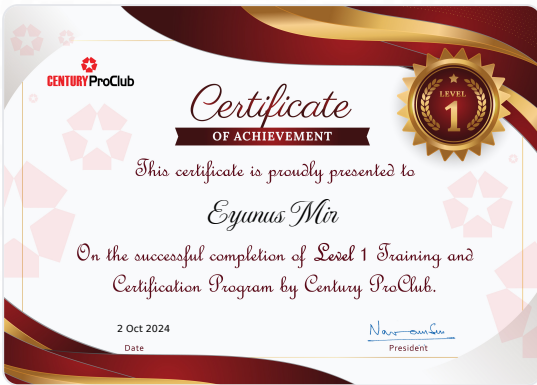 CENTURY ProClub
Certificate
OF ACHIEVEMENT
LEVEL
1
This certificate is proudly presented to
Eyunus Mir
On the successful completion of Level 1 Training and
Certification Program by Century ProClub.
2 Oct 2024
Date
President